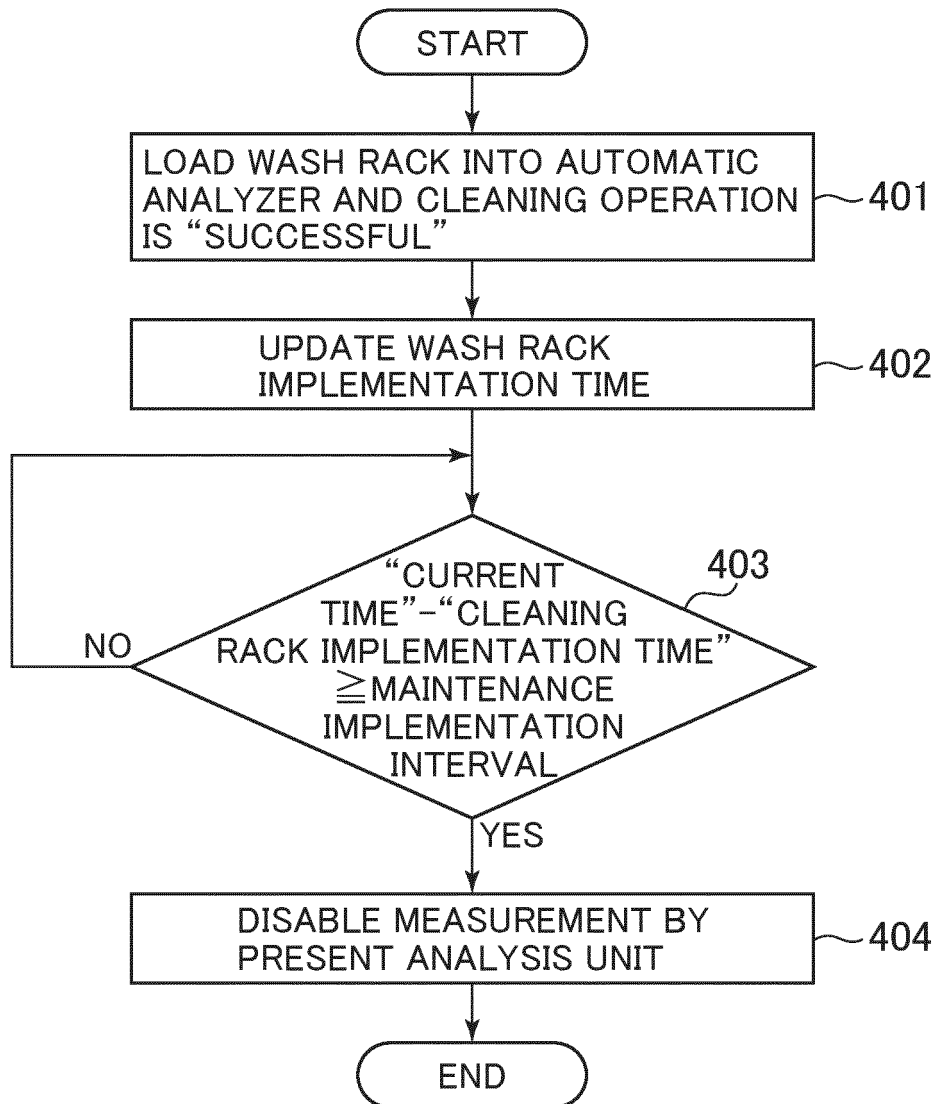 START
LOAD WASH RACK INTO AUTOMATIC
ANALYZER AND CLEANING OPERATION
IS “SUCCESSFUL”
401
UPDATE WASH RACK
IMPLEMENTATION TIME
402
403
“CURRENT
TIME”-“CLEANING
RACK IMPLEMENTATION TIME”
≧MAINTENANCE
IMPLEMENTATION
INTERVAL
NO
YES
DISABLE MEASUREMENT BY
PRESENT ANALYSIS UNIT
404
END